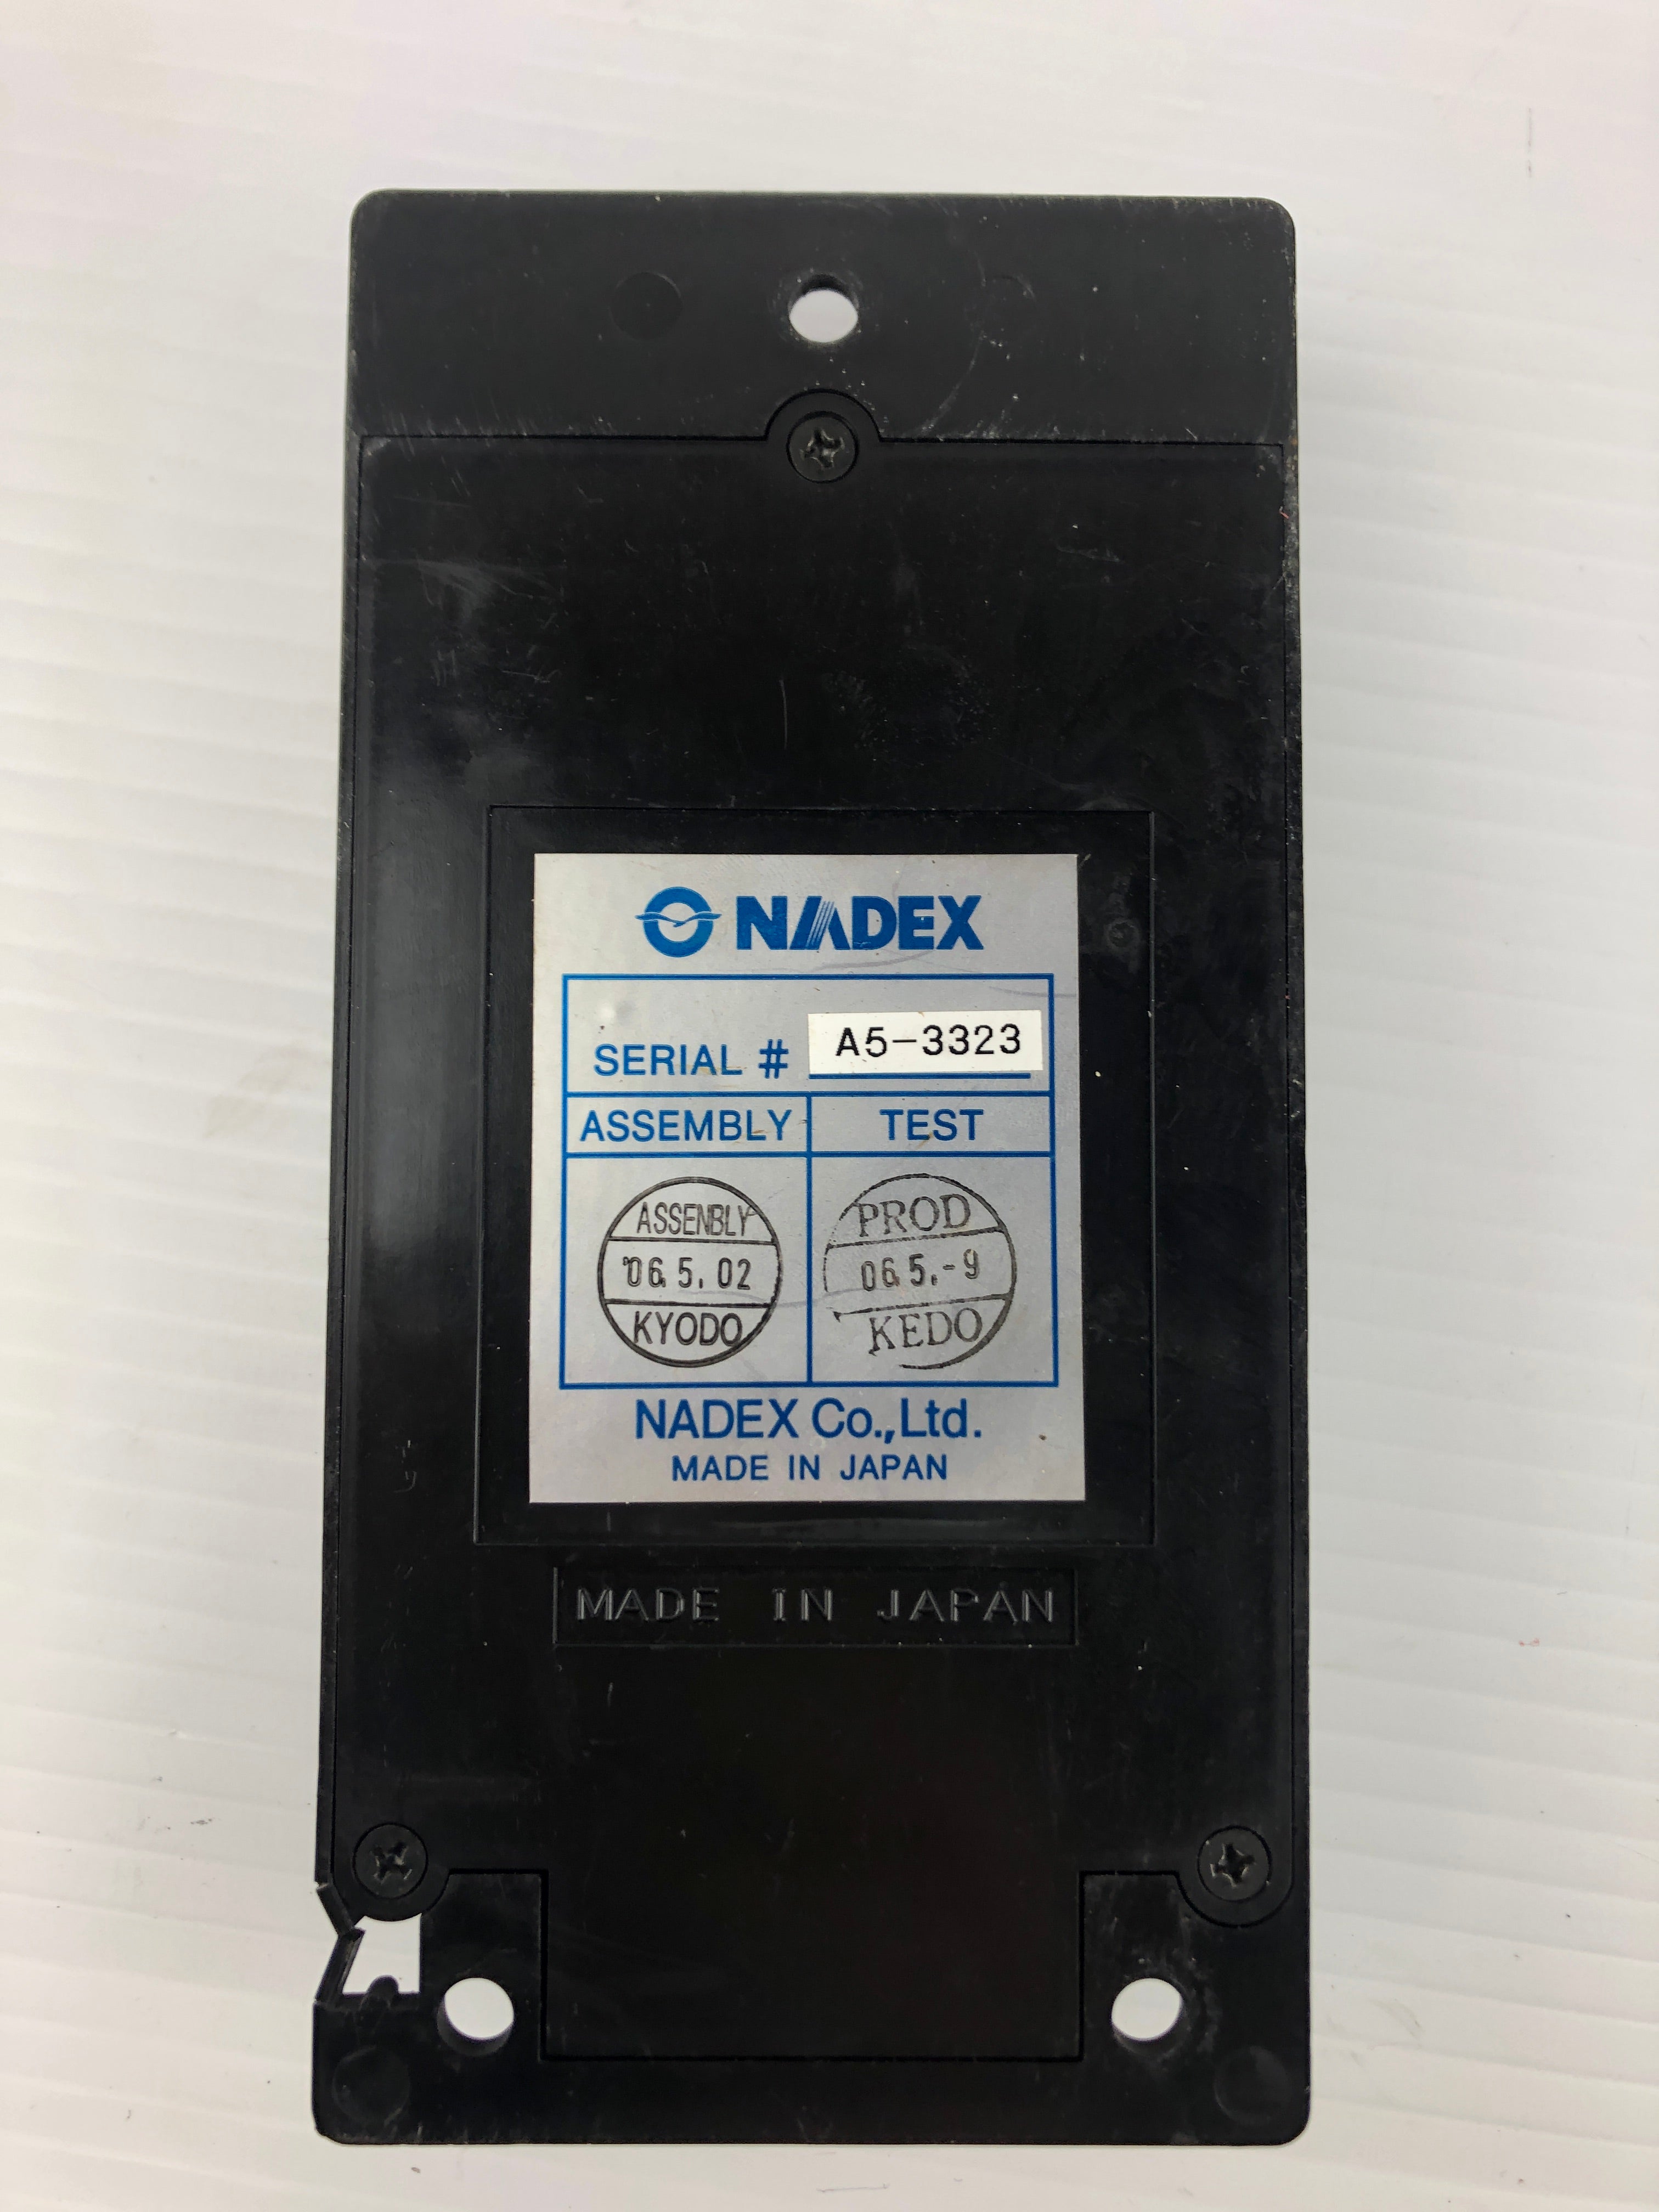 NADEX
SERIAL # A5-3323
ASSEMBLY TEST
ASSENBLY
'06.5.02
KYODO
PROD
06.5.-9
KEDO
NADEX Co.,Ltd.
MADE IN JAPAN
MADE IN JAPAN